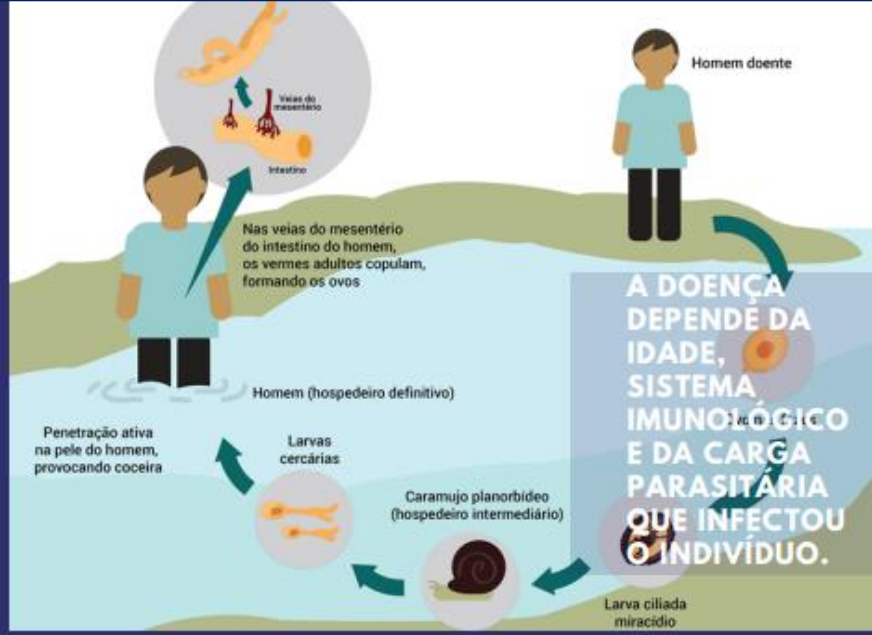 Veias do
mesentério
Intestino
Homem doente
Nas veias do mesentério
do intestino do homem,
os vermes adultos copulam,
formando os ovos
A DOENÇA
DEPENDE DA
IDADE,
SISTEMA
IMUNOLÓGICO
E DA CARGA
PARASITÁRIA
QUE INFECTOU
O INDIVÍDUO.
Homem (hospedeiro definitivo)
Penetração ativa
na pele do homem,
provocando coceira
Larvas
cercárias
Caramujo planorbídeo
(hospedeiro intermediário)
Larva ciliada
miracídio